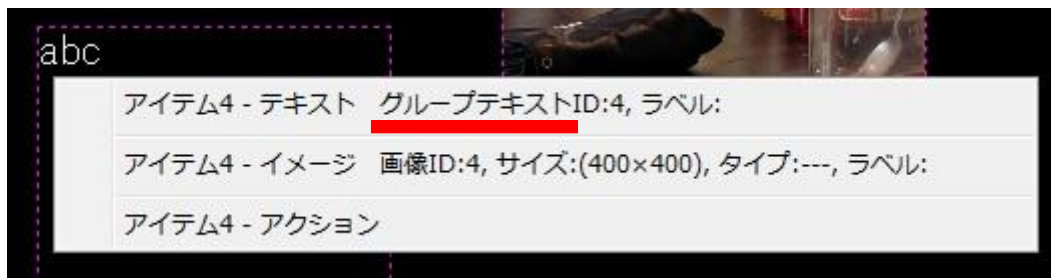 abc
アイテム4 - テキスト グループテキストID:4, ラベル:
アイテム4 - イメージ 画像ID:4, サイズ:(400×400), タイプ:---, ラベル:
アイテム4 - アクション